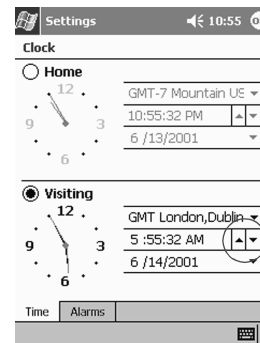 Settings 10:55
Clock
Home
12
9
3
6
GMT-7 Mountain US
10:55:32 PM
6 /13/2001
Visiting
12
9
3
6
GMT London,Dublin
5 :55:32 AM
6 /14/2001
Time Alarms